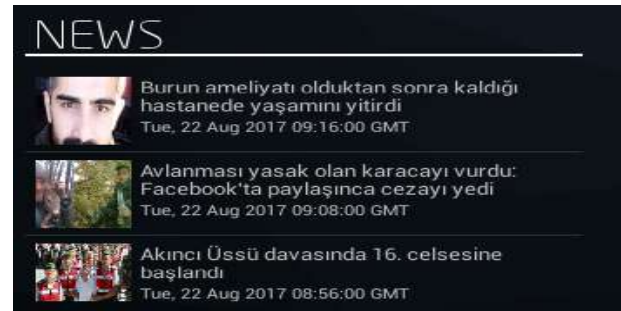 NEWS
Burun ameliyatı olduktan sonra kaldığı
hastanede yaşamını yitirdi
Tue, 22 Aug 2017 09:16:00 GMT
Avlanması yasak olan karacayı vurdu:
Facebook'ta paylaşınca cezayı yedi
Tue, 22 Aug 2017 09:08:00 GMT
Akıncı Üssü davasında 16. celsesine
başlandı
Tue, 22 Aug 2017 08:56:00 GMT